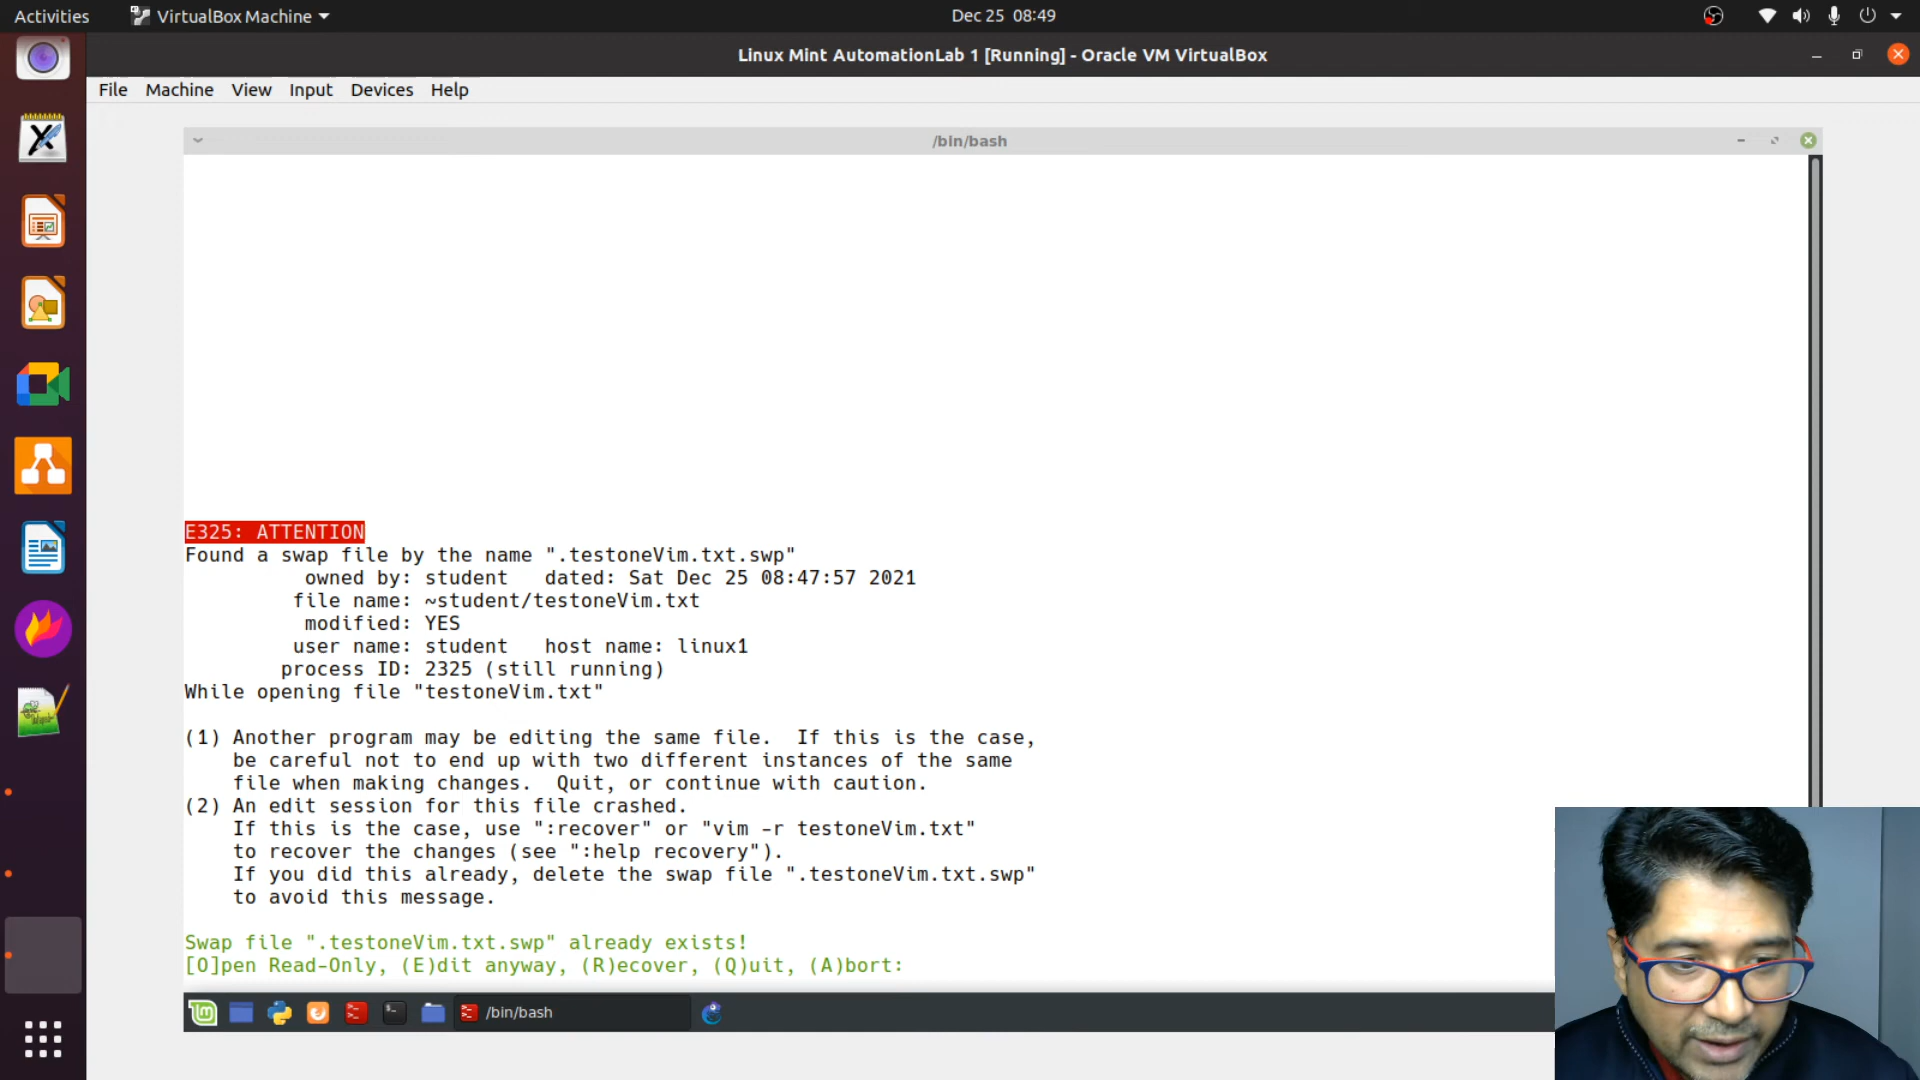 Activities
VirtualBox Machine
Dec 25 08:49
Linux Mint AutomationLab 1 [Running] - Oracle VM VirtualBox
File Machine View Input Devices Help
/bin/bash
E325: ATTENTION
Found a swap file by the name ".testoneVim.txt.swp"
owned by: student dated: Sat Dec 25 08:47:57 2021
file name: ~student/testoneVim.txt
modified: YES
user name: student host name: linux1
process ID: 2325 (still running)
While opening file "testoneVim.txt"
(1) Another program may be editing the same file. If this is the case,
be careful not to end up with two different instances of the same
file when making changes. Quit, or continue with caution.
(2) An edit session for this file crashed.
If this is the case, use ":recover" or "vim -r testoneVim.txt"
to recover the changes (see ":help recovery").
If you did this already, delete the swap file ".testoneVim.txt.swp"
to avoid this message.
Swap file ".testoneVim.txt.swp" already exists!
[O]pen Read-Only, (E)dit anyway, (R)ecover, (Q)uit, (A)bort:
/bin/bash